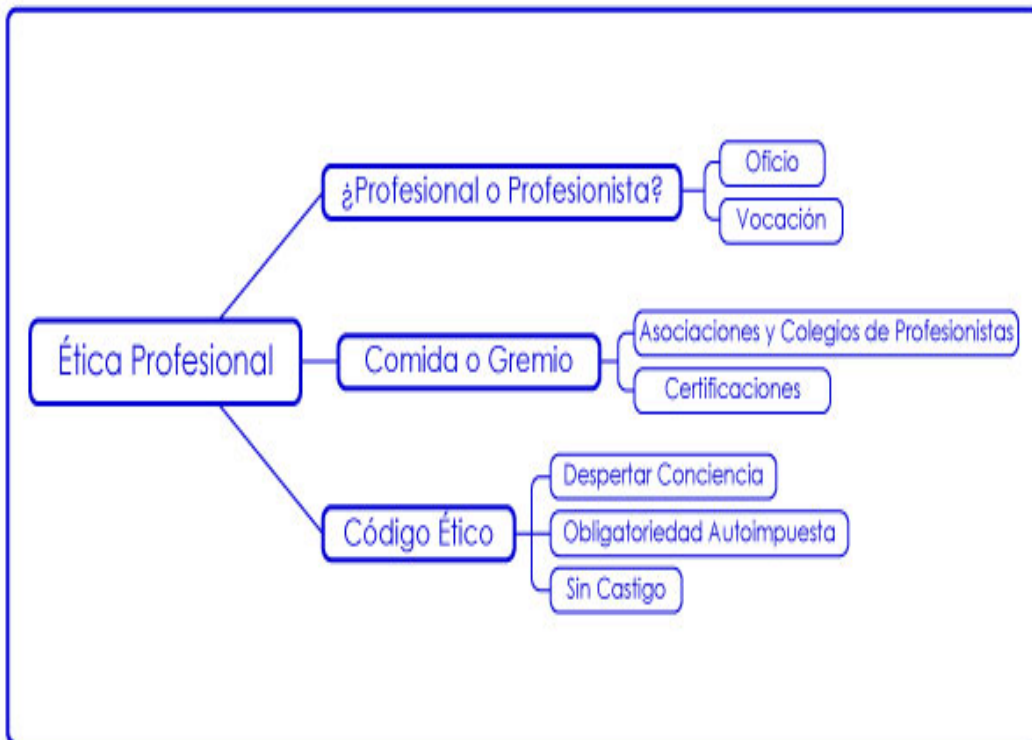 Ética Profesional
¿Profesional o Profesionista?
Oficio
Vocación
Comida o Gremio
Asociaciones y Colegios de Profesionistas
Certificaciones
Código Ético
Despertar Conciencia
Obligatoriedad Autoimpuesta
Sin Castigo